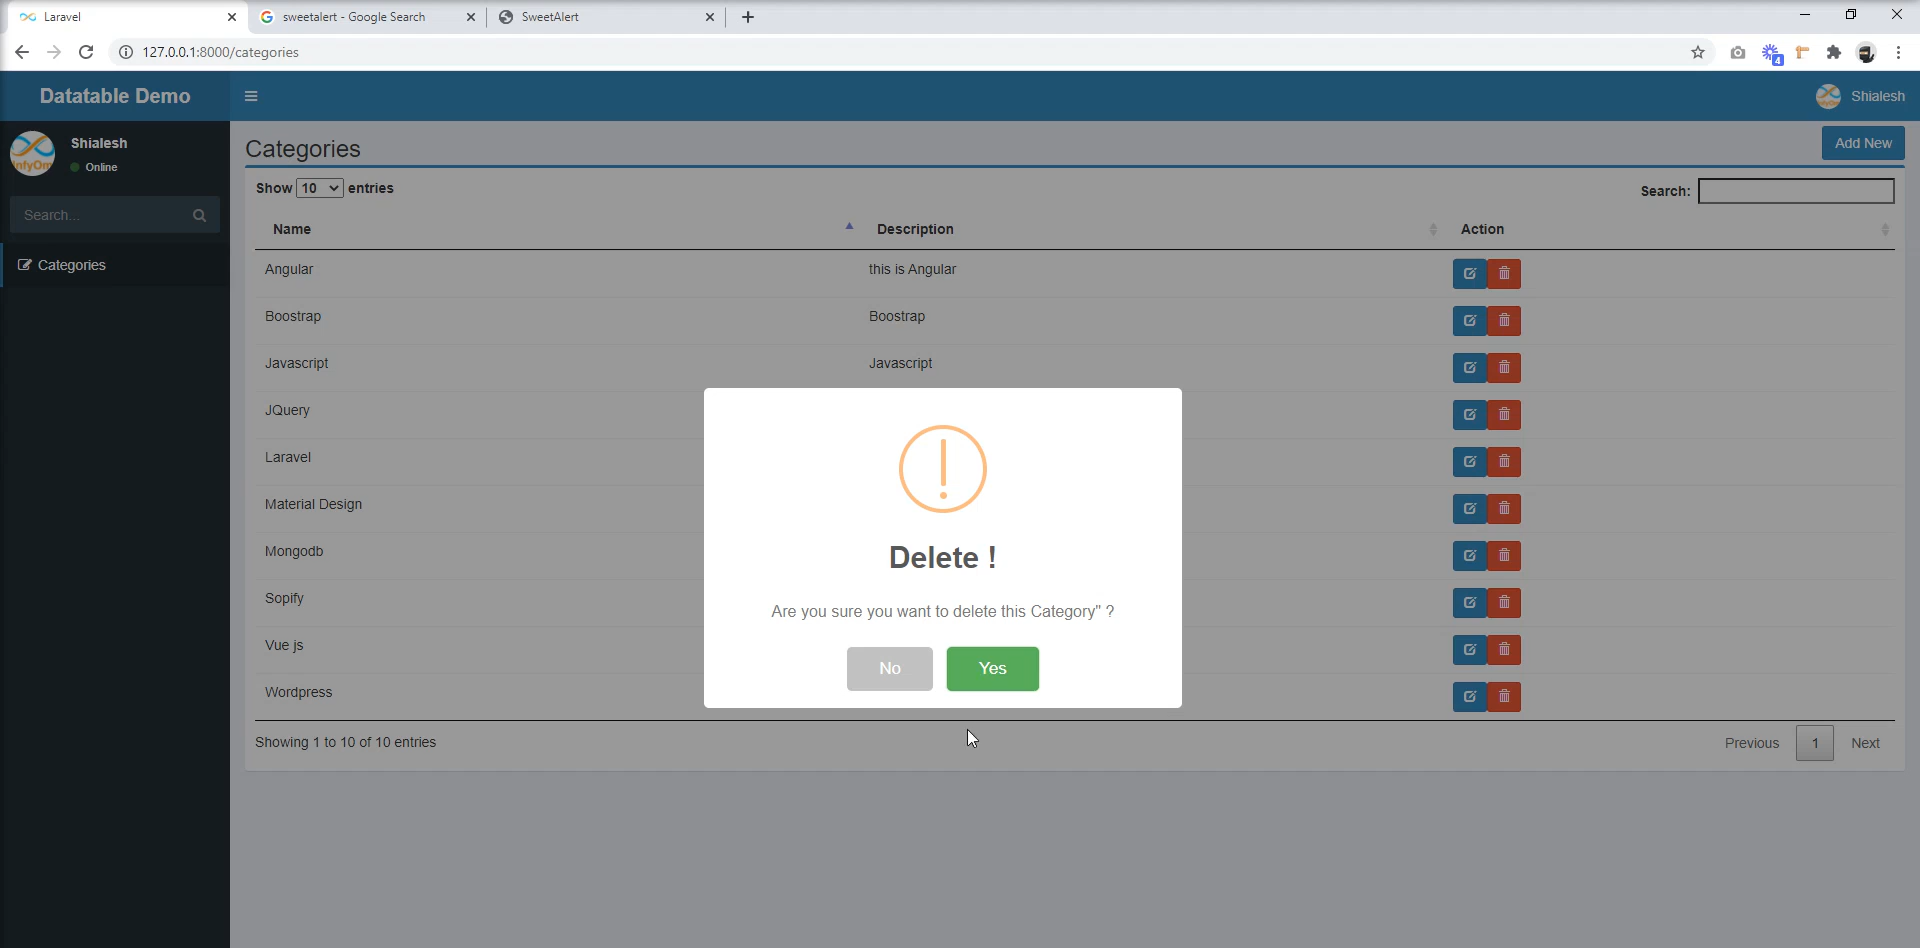 Laravel
sweetalert - Google Search
SweetAlert
127.0.0.1:8000/categories
4
Datatable Demo
Shialesh
Shialesh
Online
Search...
Categories
Categories
Add New
Show 10 entries
Search:
Name Description Action
Angular this is Angular
Boostrap Boostrap
Javascript Javascript
JQuery
Laravel
Material Design
Mongodb
Sopify
Vue js
Wordpress
Delete !
Are you sure you want to delete this Category" ?
No Yes
Showing 1 to 10 of 10 entries
Previous 1 Next